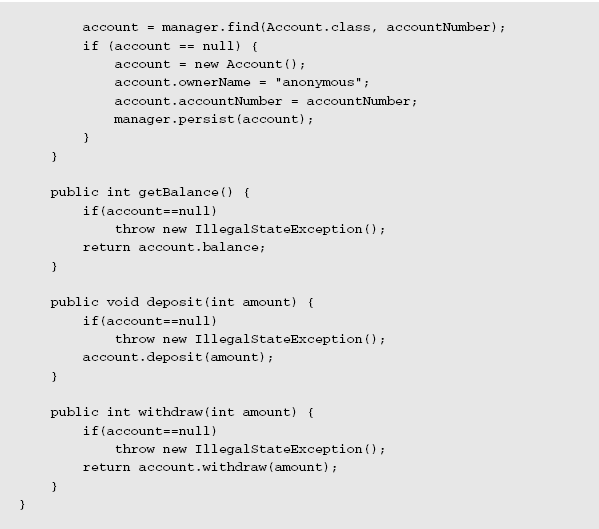 account = manager.find(Account.class, accountNumber);
if (account == null) {
account = new Account();
account.ownerName = "anonymous";
account.accountNumber = accountNumber;
manager.persist(account);
}
}
public int getBalance() {
if(account==null)
throw new IllegalStateException();
return account.balance;
}
public void deposit(int amount) {
if(account==null)
throw new IllegalStateException();
account.deposit(amount);
}
public int withdraw(int amount) {
if(account==null)
throw new IllegalStateException();
return account.withdraw(amount);
}
}